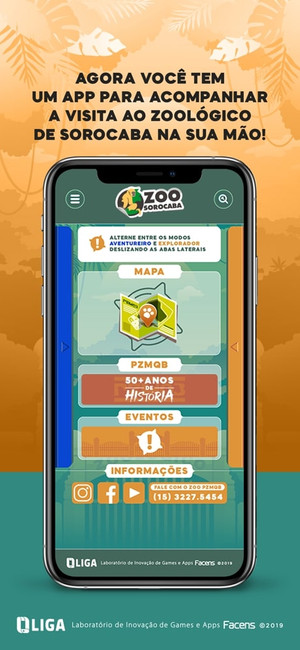 AGORA VOCÊ TEM
UM APP PARA ACOMPANHAR
A VISITA AO ZOOLÓGICO
DE SOROCABA NA SUA MÃO!
ZOO
SOROCABA
ALTERNE ENTRE OS MODOS
AVENTUREIRO E EXPLORADOR
DESLIZANDO AS ABAS LATERAIS
MAPA
PZMQB
50+ANOS
DE
HISTÓRIA
EVENTOS
INFORMAÇÕES
FALE COM O ZOO PZMQB
(15) 3227.5454
LIGA Laboratório de Inovação de Games e Apps Facens ©2019
LIGA Laboratório de Inovação de Games e Apps Facens ©2019